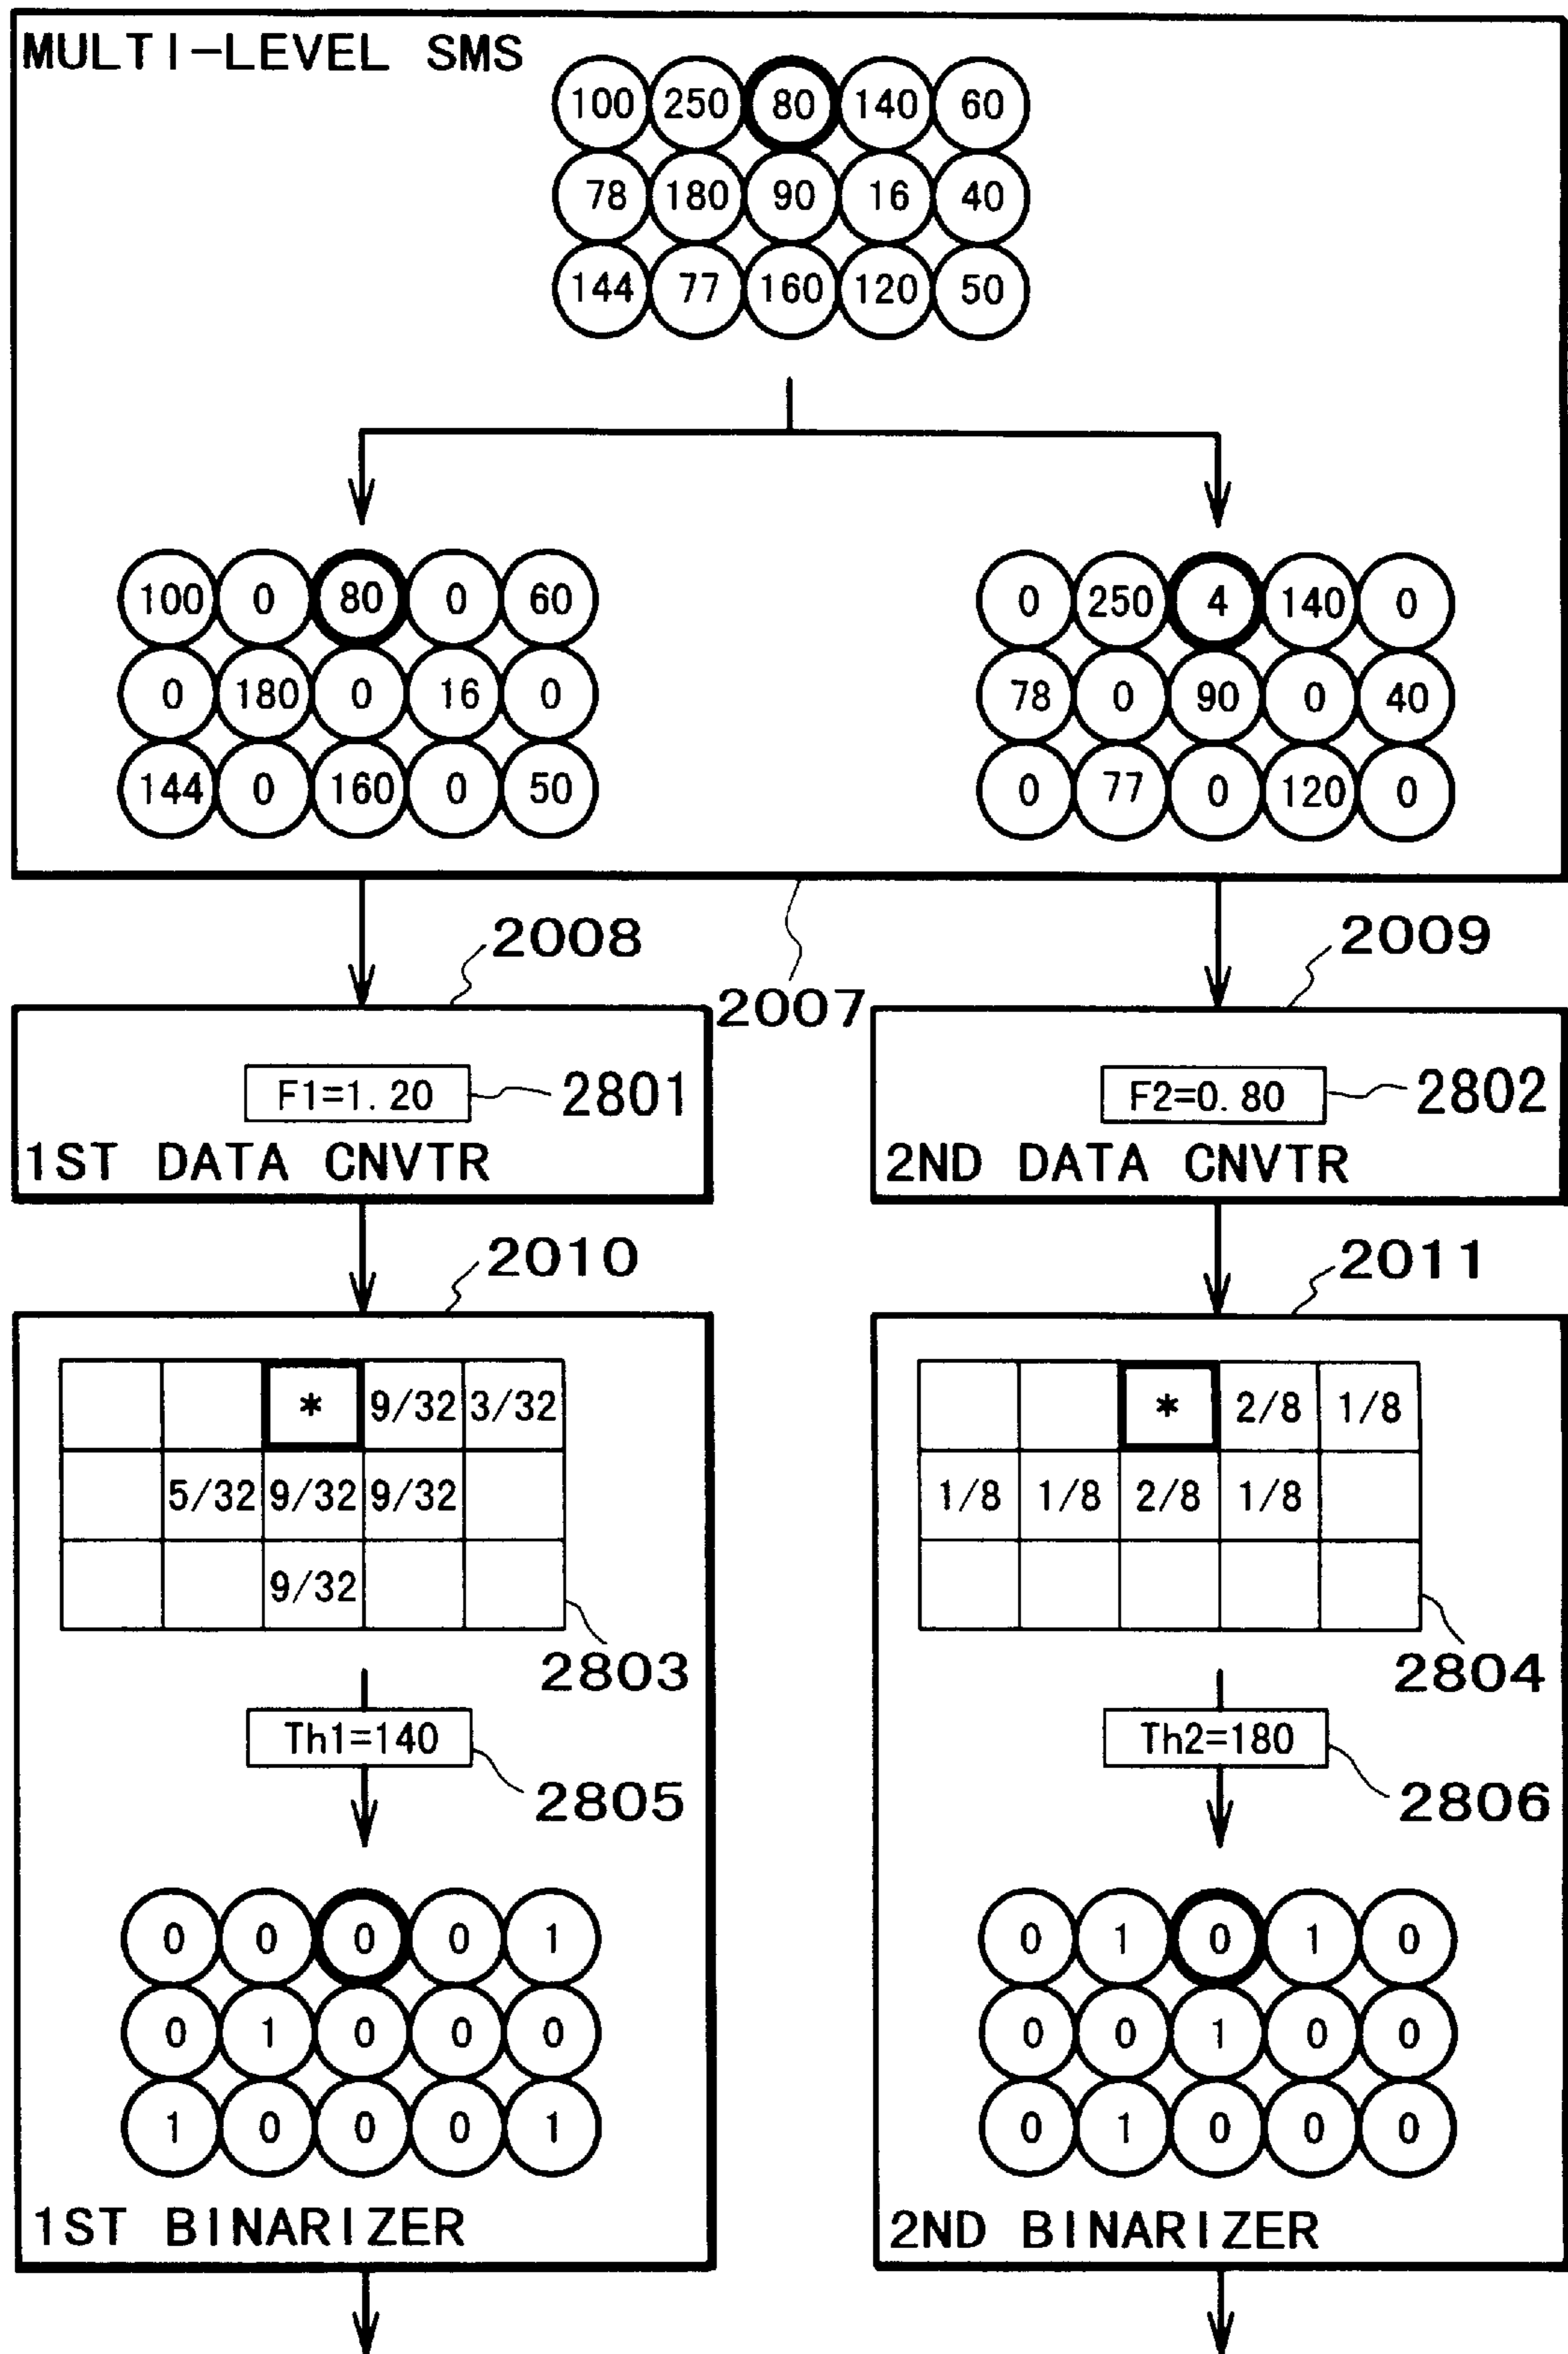 MULTI-LEVEL SMS
100 250 80 140 60
78 180 90 16 40
144 77 160 120 50
100 0 80 0 60
0 180 0 16 0
144 0 160 0 50
0 250 4 140 0
78 0 90 0 40
0 77 0 120 0
2007
2008
F1=1.20
2801
1ST DATA CNVTR
2009
F2=0.80
2802
2ND DATA CNVTR
2010
* 9/32 3/32
5/32 9/32 9/32
9/32
2803
Th1=140
2805
0 0 0 0 1
0 1 0 0 0
1 0 0 0 1
1ST BINARIZER
2011
* 2/8 1/8
1/8 1/8 2/8 1/8
2804
Th2=180
2806
0 1 0 1 0
0 0 1 0 0
0 1 0 0 0
2ND BINARIZER